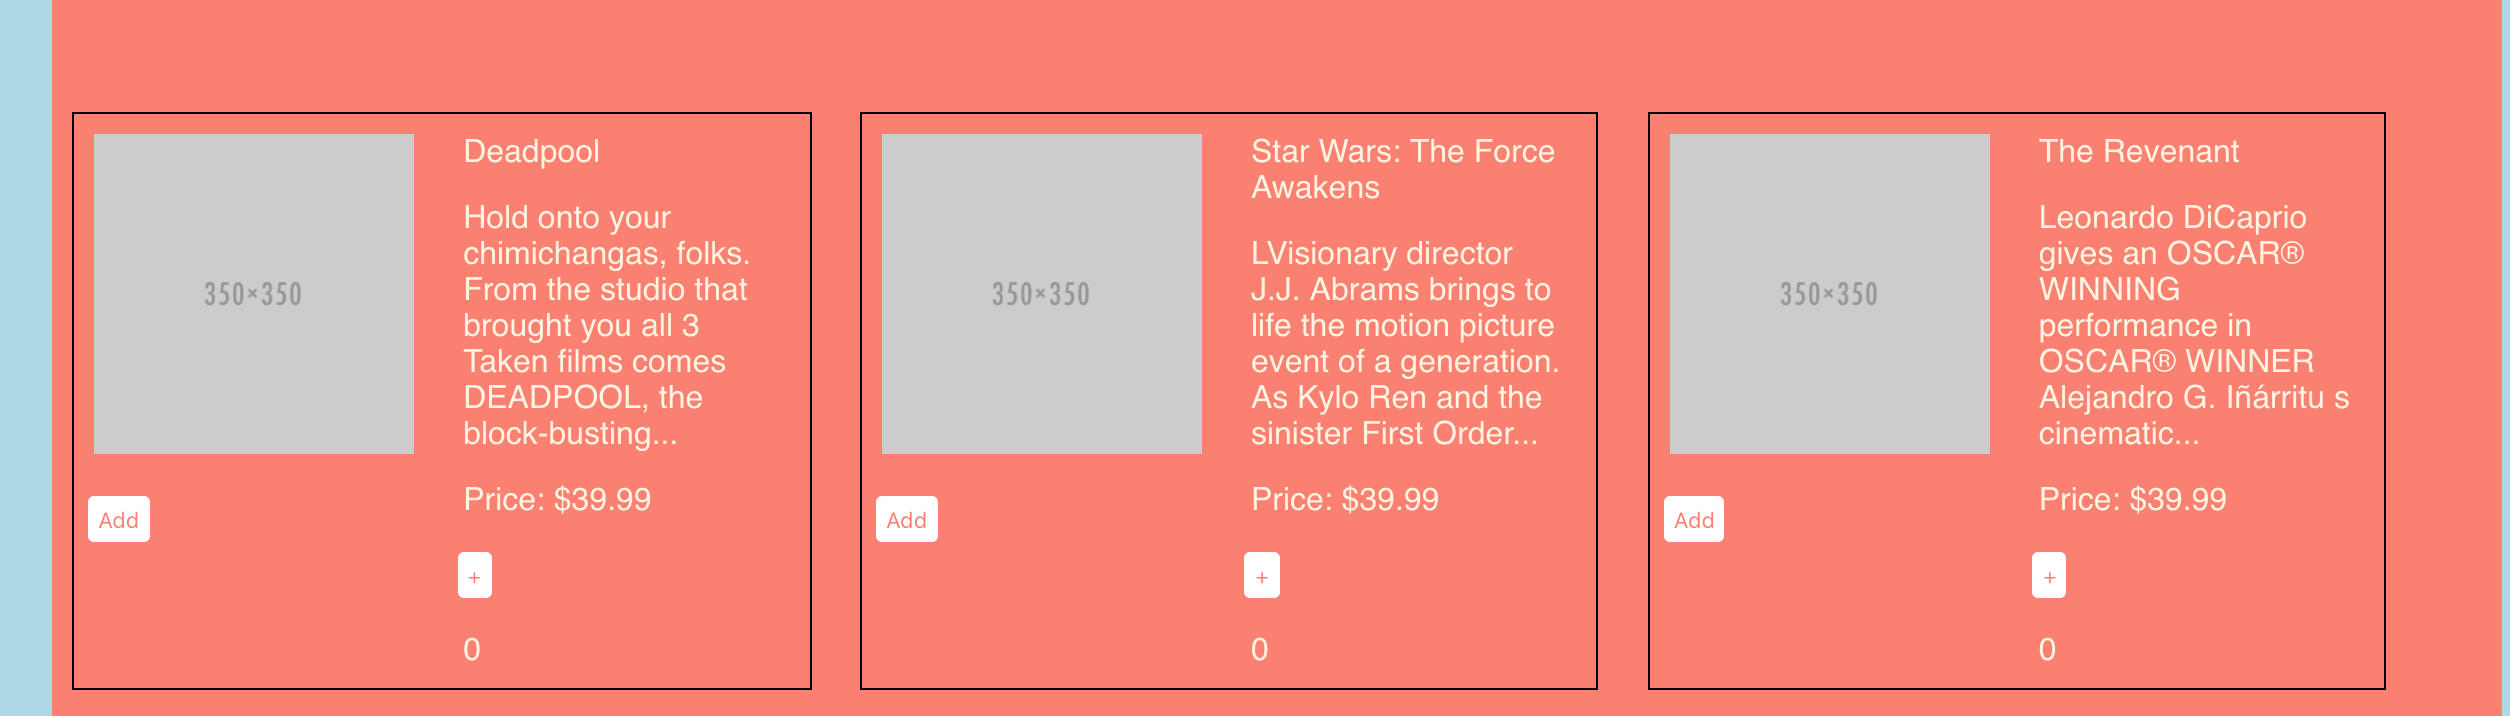 350×350
Deadpool
Hold onto your
chimichangas, folks.
From the studio that
brought you all 3
Taken films comes
DEADPOOL, the
block-busting...
Price: $39.99
Add
+
0
350×350
Star Wars: The Force
Awakens
LVisionary director
J.J. Abrams brings to
life the motion picture
event of a generation.
As Kylo Ren and the
sinister First Order...
Price: $39.99
Add
+
0
350×350
The Revenant
Leonardo DiCaprio
gives an OSCAR®
WINNING
performance in
OSCAR® WINNER
Alejandro G. Iñárritu s
cinematic...
Price: $39.99
Add
+
0